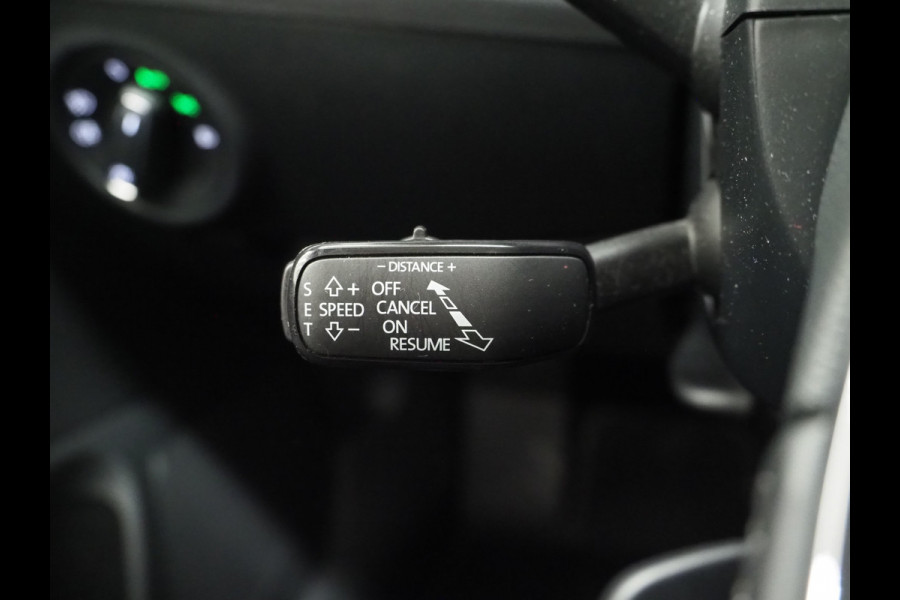 − DISTANCE +
S + OFF
E SPEED CANCEL
T − ON
RESUME